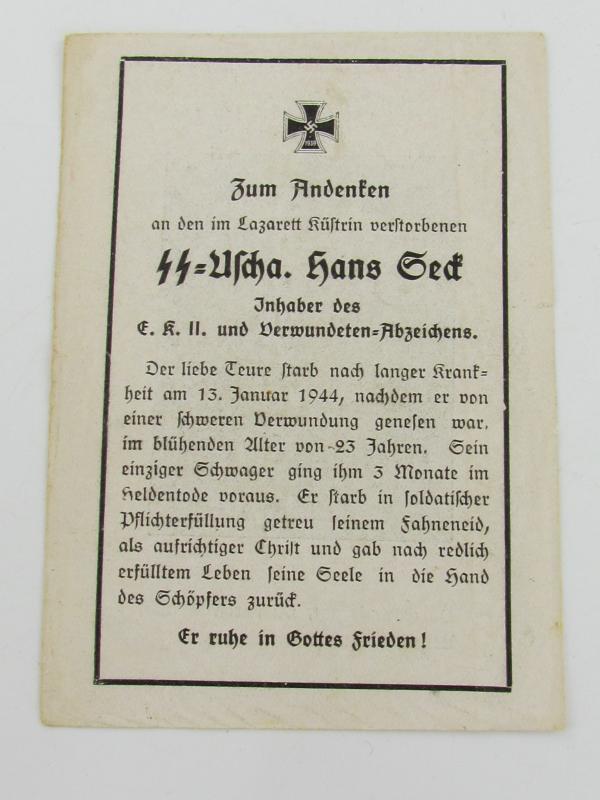 1939
Zum Andenken
an den im Lazarett Küstrin verstorbenen
SS=Uscha. Hans Seck
Inhaber des
E. K. II. und Verwundeten=Abzeichens.
Der liebe Teure starb nach langer Krank=
heit am 13. Januar 1944, nachdem er von
einer schweren Verwundung genesen war,
im blühenden Alter von 23 Jahren. Sein
einziger Schwager ging ihm 3 Monate im
Heldentode voraus. Er starb in soldatischer
Pflichterfüllung getreu seinem Fahneneid,
als aufrichtiger Christ und gab nach redlich
erfülltem Leben seine Seele in die Hand
des Schöpfers zurück.
Er ruhe in Gottes Frieden!